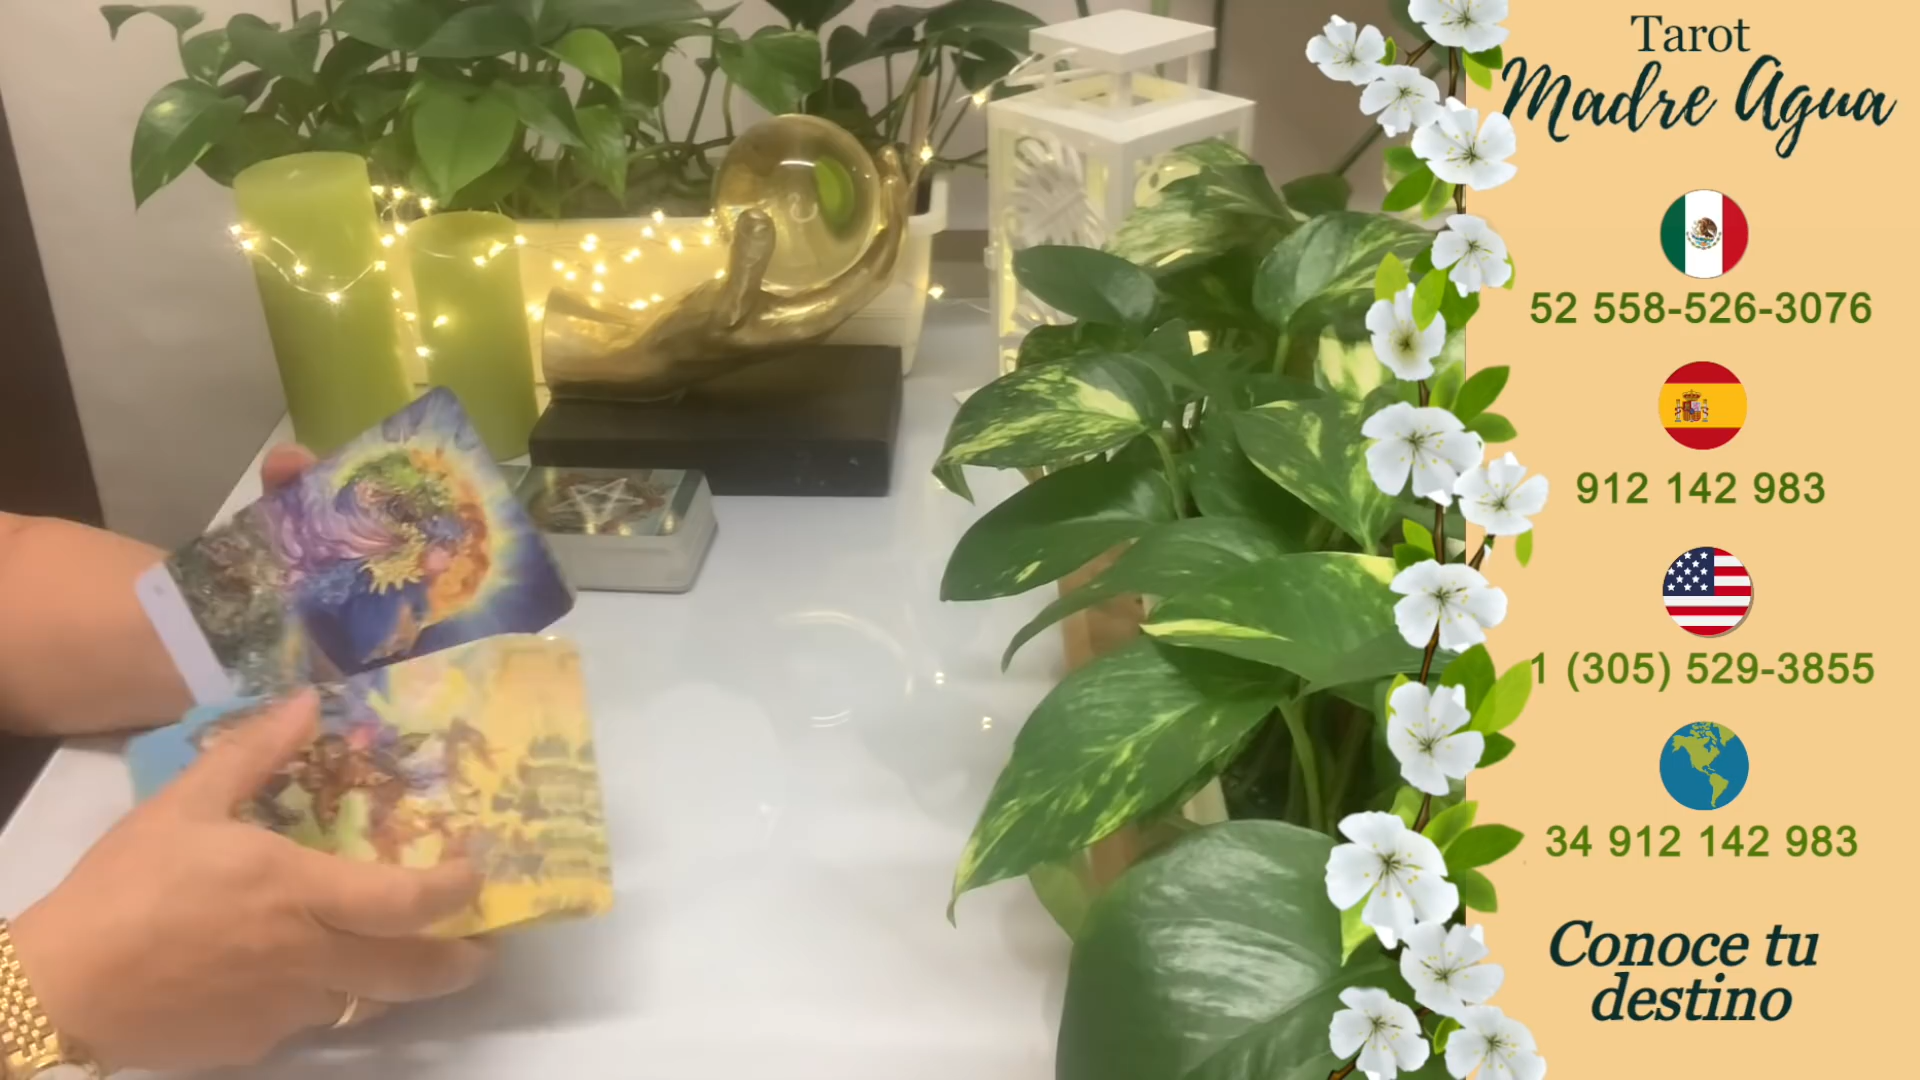 Tarot
Madre Agua
52 558-526-3076
912 142 983
1 (305) 529-3855
34 912 142 983
Conoce tu
destino